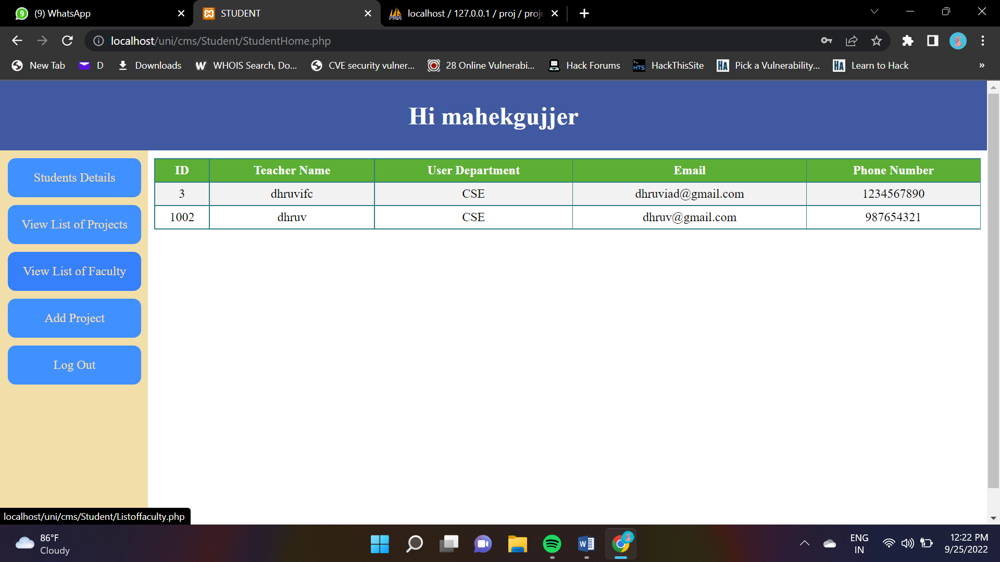 9 (9) WhatsApp
STUDENT
localhost / 127.0.0.1 / proj / proj
localhost/uni/cms/Student/StudentHome.php
New Tab
D
Downloads
W WHOIS Search, Do...
CVE security vulner...
28 Online Vulnerabi...
Hack Forums
HTS HackThisSite
HA Pick a Vulnerability...
HA Learn to Hack
»
Hi mahekgujjer
Students Details
View List of Projects
View List of Faculty
Add Project
Log Out
ID Teacher Name User Department Email Phone Number
3 dhruvifc CSE dhruviad@gmail.com 1234567890
1002 dhruv CSE dhruv@gmail.com 987654321
localhost/uni/cms/Student/Listoffaculty.php
86°F
Cloudy
W
ENG
IN
12:22 PM
9/25/2022